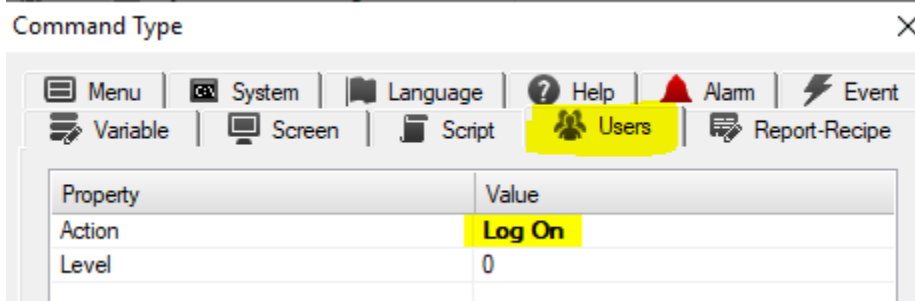 Command Type
Menu System Language Help Alarm Event
Variable Screen Script Users Report-Recipe
Property Value
Action Log On
Level 0